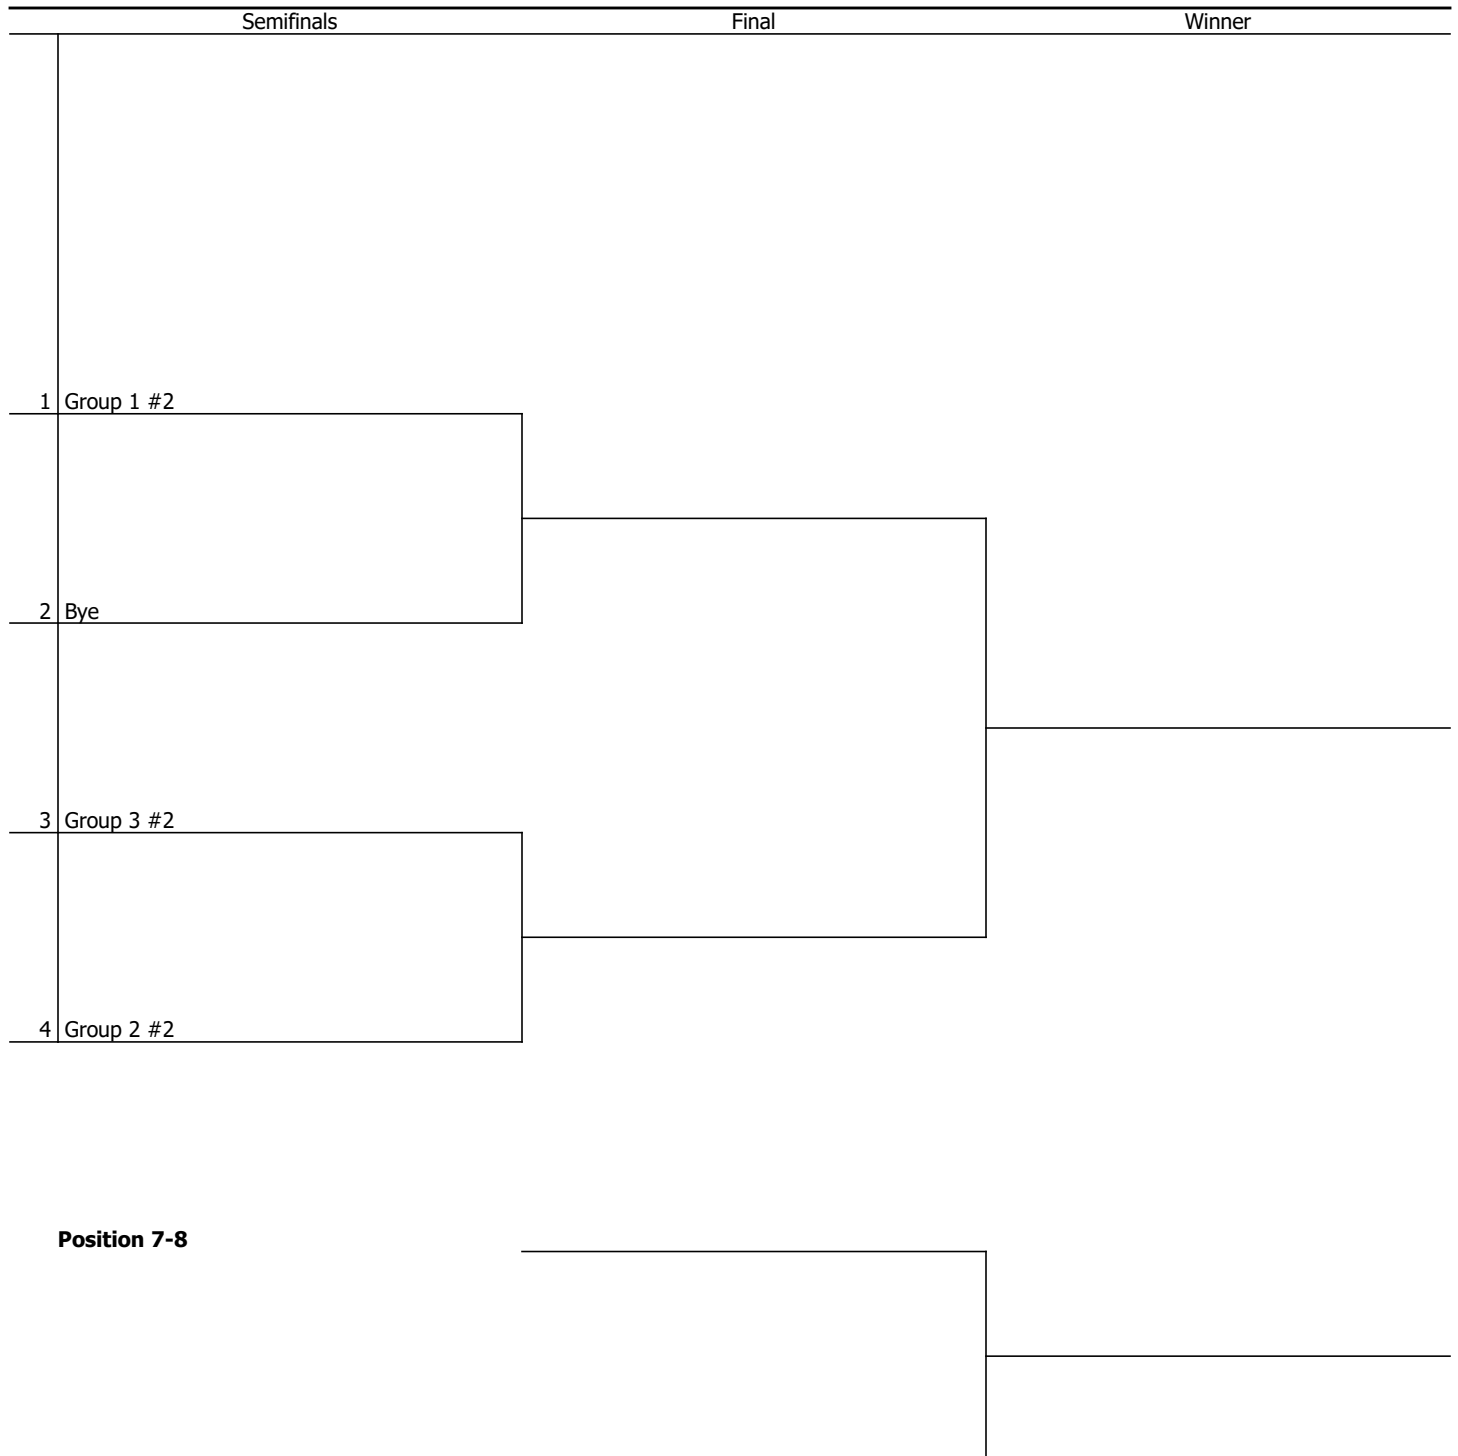 Semifinals Final Winner
1 Group 1 #2
2 Bye
3 Group 3 #2
4 Group 2 #2
Position 7-8